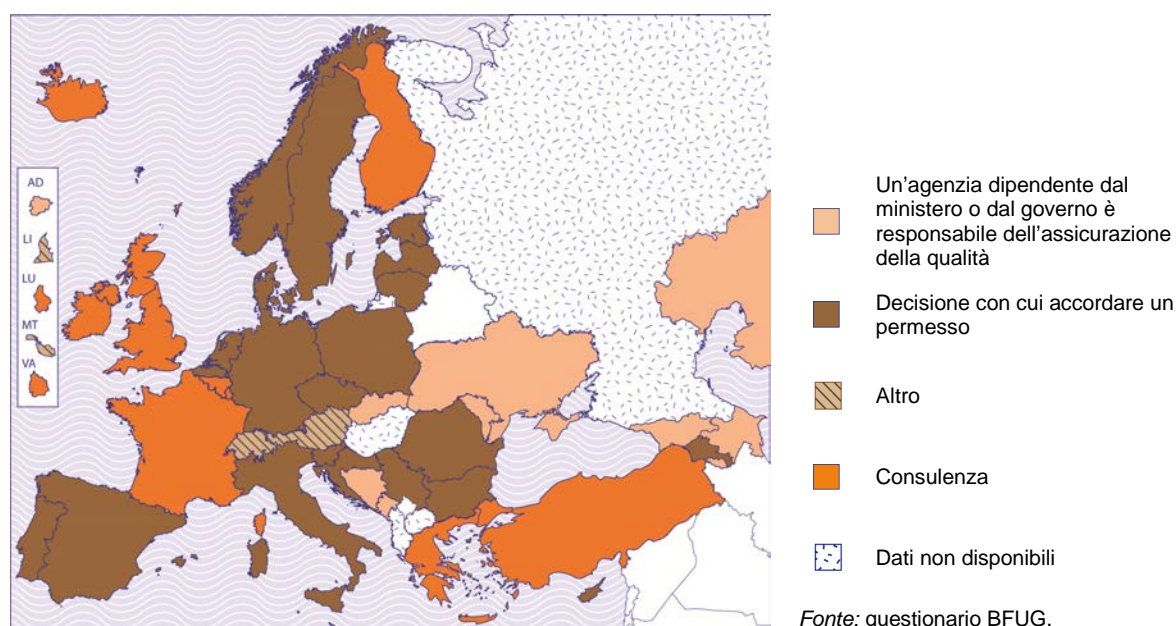 AD
LI
LU
MT
VA
Un'agenzia dipendente dal
ministero o dal governo è
responsabile dell'assicurazione
della qualità
Decisione con cui accordare un
permesso
Altro
Consulenza
Dati non disponibili
Fonte: questionario BFUG.